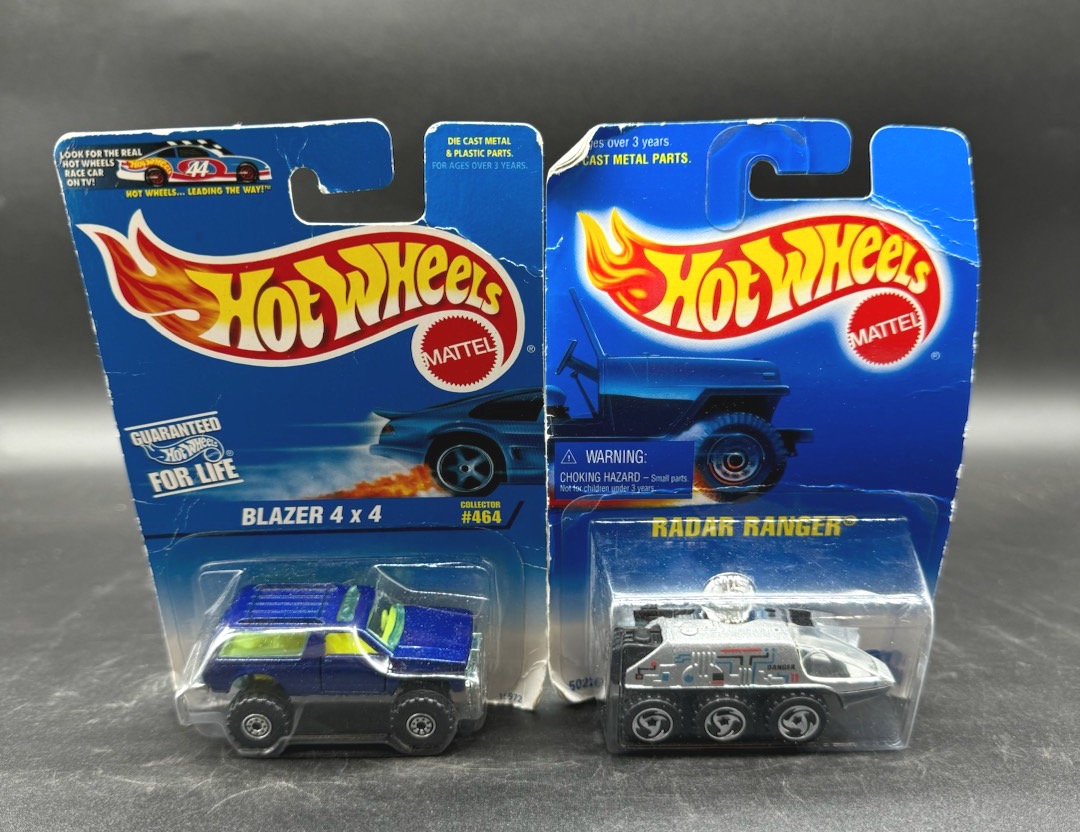 LOOK FOR THE REAL
HOT WHEELS
RACE CAR
ON TV!
44
HOT WHEELS... LEADING THE WAY!™
DIE CAST METAL
& PLASTIC PARTS.
FOR AGES OVER 3 YEARS.
HOT WHEELS
MATTEL
®
GUARANTEED
Hot Wheels®
FOR LIFE
BLAZER 4 x 4
COLLECTOR
#464
over 3 years
CAST METAL PARTS.
HOT WHEELS
MATTEL
®
⚠ WARNING:
CHOKING HAZARD – Small parts.
Not for children under 3 years.
RADAR RANGER®
RANGER